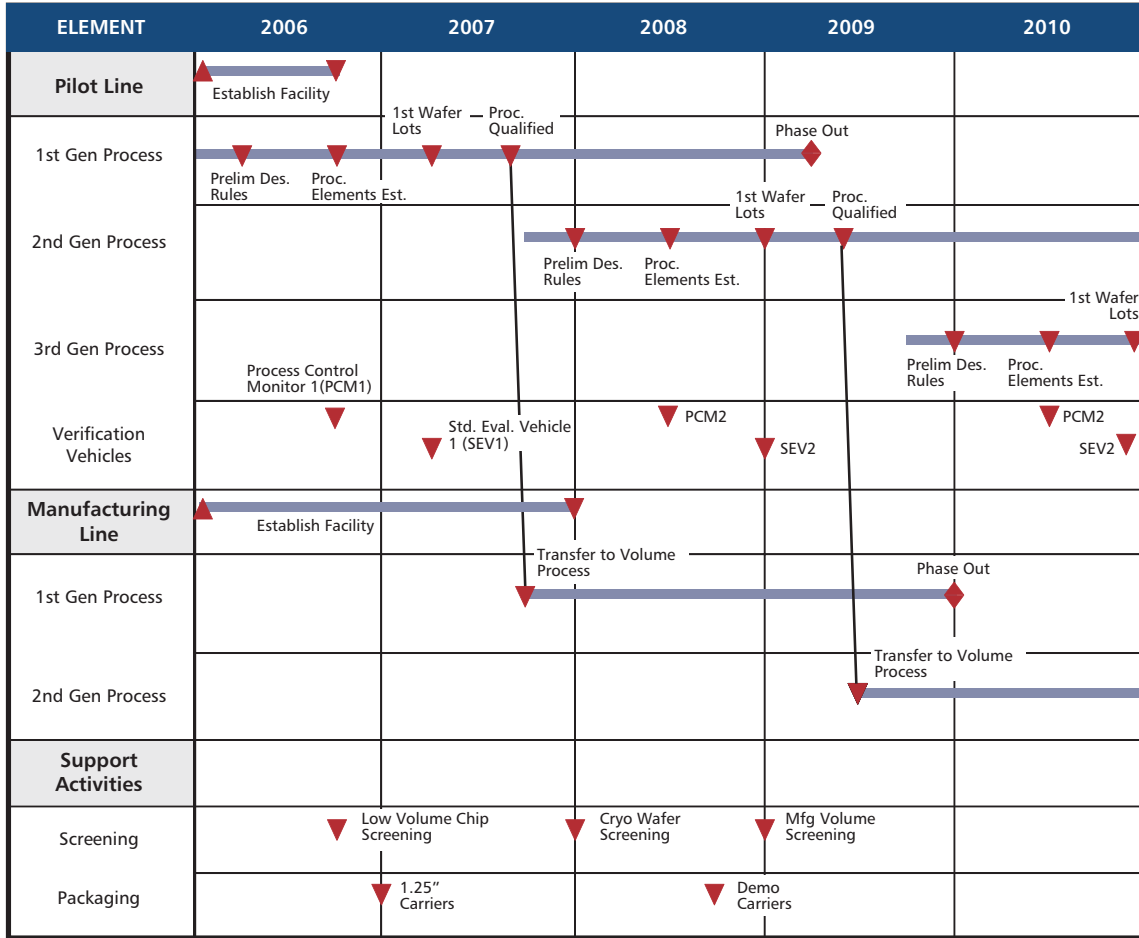 ELEMENT 2006 2007 2008 2009 2010
Pilot Line
Establish Facility
1st Wafer
Lots
Proc.
Qualified
Phase Out
1st Gen Process
Prelim Des.
Rules
Proc.
Elements Est.
1st Wafer
Lots
Proc.
Qualified
2nd Gen Process
Prelim Des.
Rules
Proc.
Elements Est.
1st Wafer
Lots
3rd Gen Process
Prelim Des.
Rules
Proc.
Elements Est.
Process Control
Monitor 1(PCM1)
Verification
Vehicles
Std. Eval. Vehicle
1 (SEV1)
PCM2
SEV2
PCM2
SEV2
Manufacturing
Line
Establish Facility
Transfer to Volume
Process
Phase Out
1st Gen Process
Transfer to Volume
Process
2nd Gen Process
Support
Activities
Screening
Low Volume Chip
Screening
Cryo Wafer
Screening
Mfg Volume
Screening
Packaging
1.25”
Carriers
Demo
Carriers